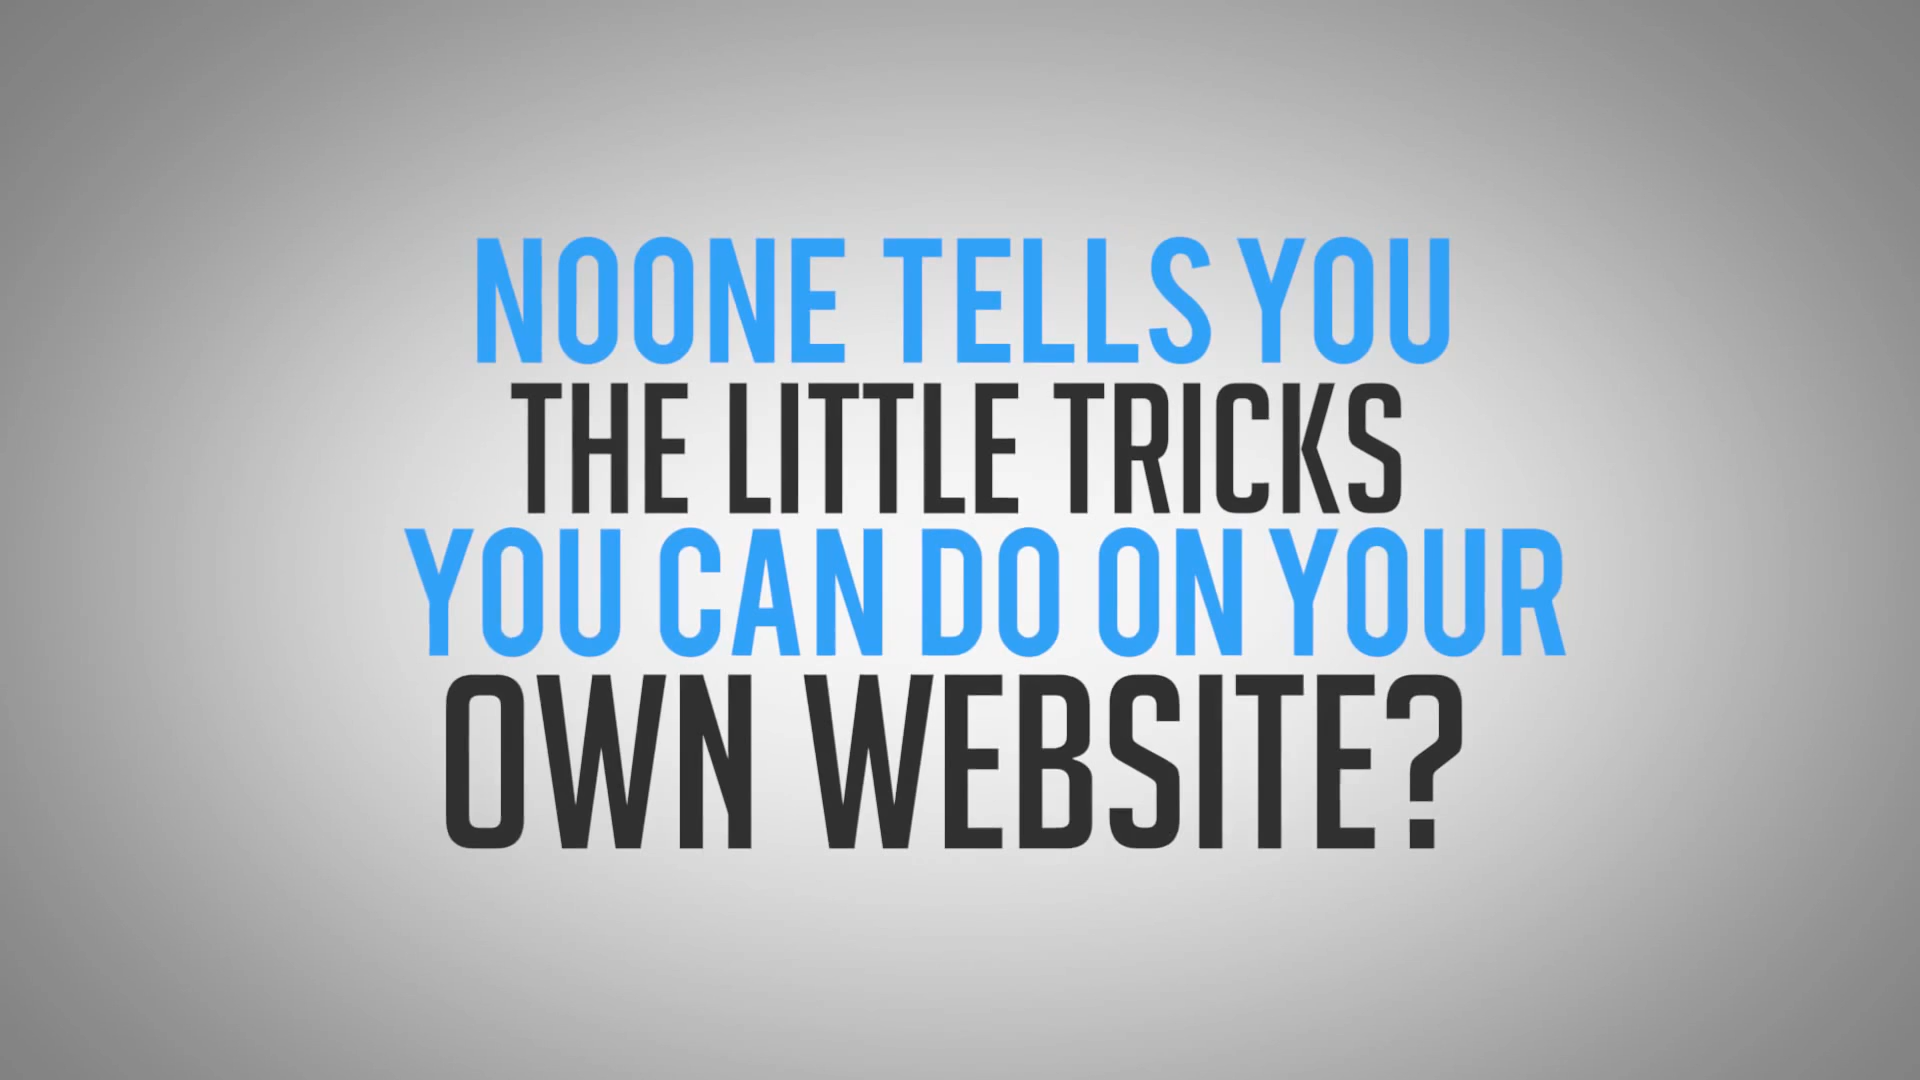 NOONE TELLS YOU
THE LITTLE TRICKS
YOU CAN DO ON YOUR
OWN WEBSITE?